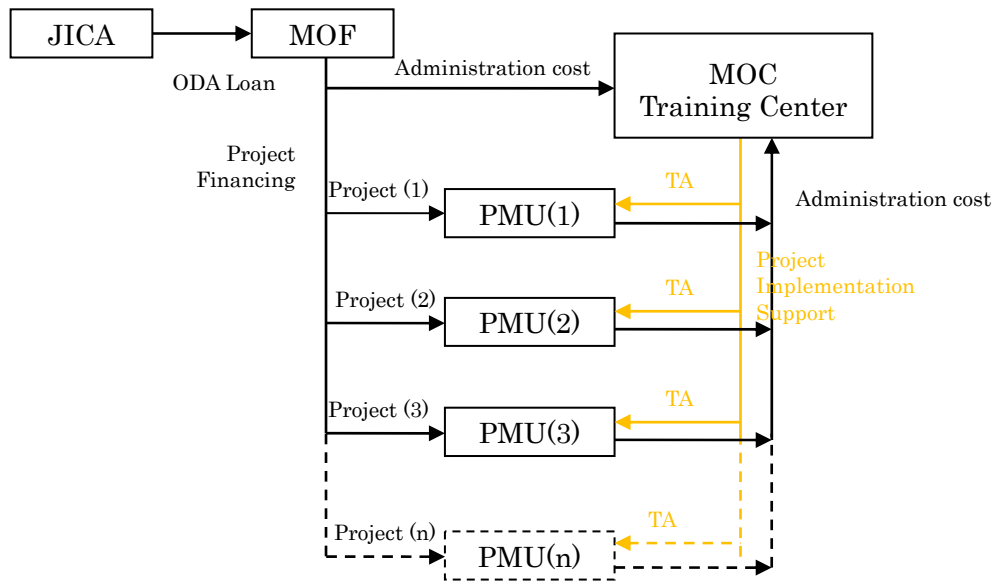 JICA
MOF
ODA Loan
Administration cost
MOC
Training Center
Project
Financing
Project (1)
PMU(1)
TA
Administration cost
Project
Implementation
Support
Project (2)
PMU(2)
TA
Project (3)
PMU(3)
TA
Project (n)
PMU(n)
TA